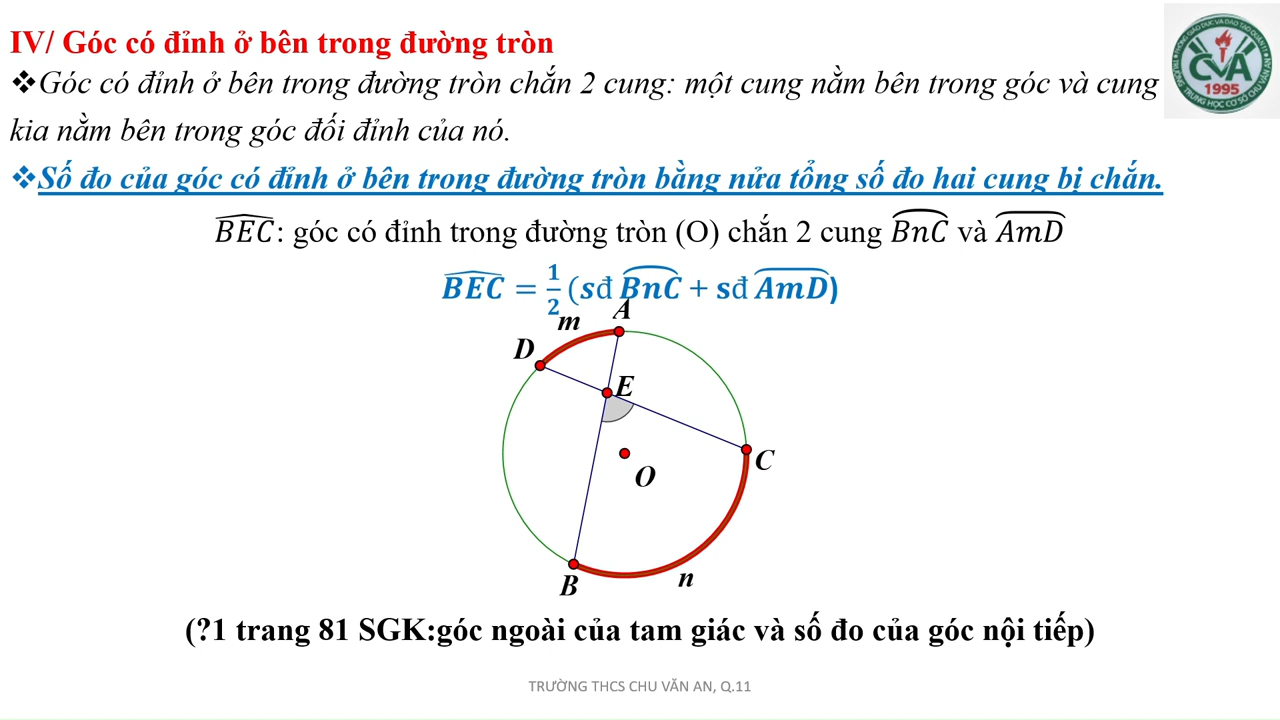 IV/ Góc có đỉnh ở bên trong đường tròn
❖Góc có đỉnh ở bên trong đường tròn chắn 2 cung: một cung nằm bên trong góc và cung
kia nằm bên trong góc đối đỉnh của nó.
❖Số đo của góc có đỉnh ở bên trong đường tròn bằng nửa tổng số đo hai cung bị chắn.
BEC: góc có đỉnh trong đường tròn (O) chắn 2 cung BnC và AmD
BEC = 1/2 (sđ BnC + sđ AmD)
A
m
D
E
C
O
B
n
(?1 trang 81 SGK:góc ngoài của tam giác và số đo của góc nội tiếp)
TRƯỜNG THCS CHU VĂN AN, Q.11
CVA
1995